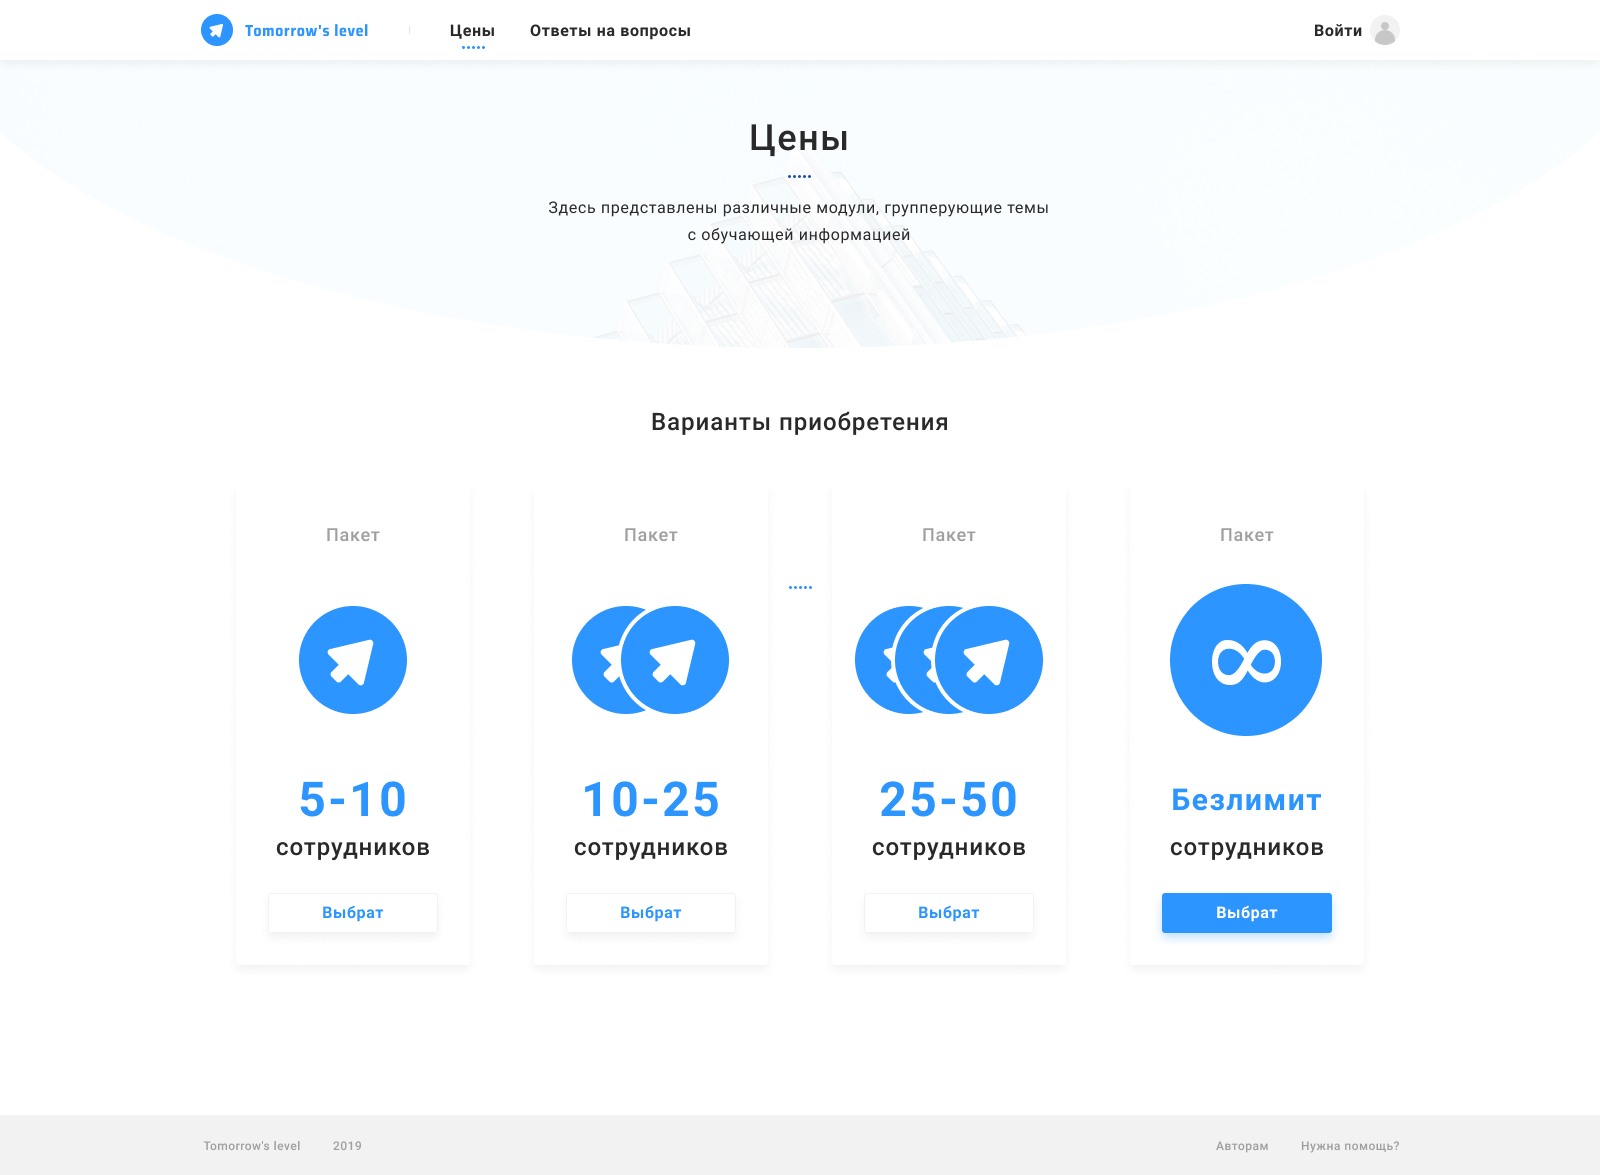 Tomorrow's level
Цены
Ответы на вопросы
Войти
Цены
Здесь представлены различные модули, групперующие темы
с обучающей информацией
Варианты приобретения
Пакет
5-10
сотрудников
Выбрат
Пакет
10-25
сотрудников
Выбрат
Пакет
25-50
сотрудников
Выбрат
Пакет
Безлимит
сотрудников
Выбрат
Tomorrow's level
2019
Авторам
Нужна помощь?